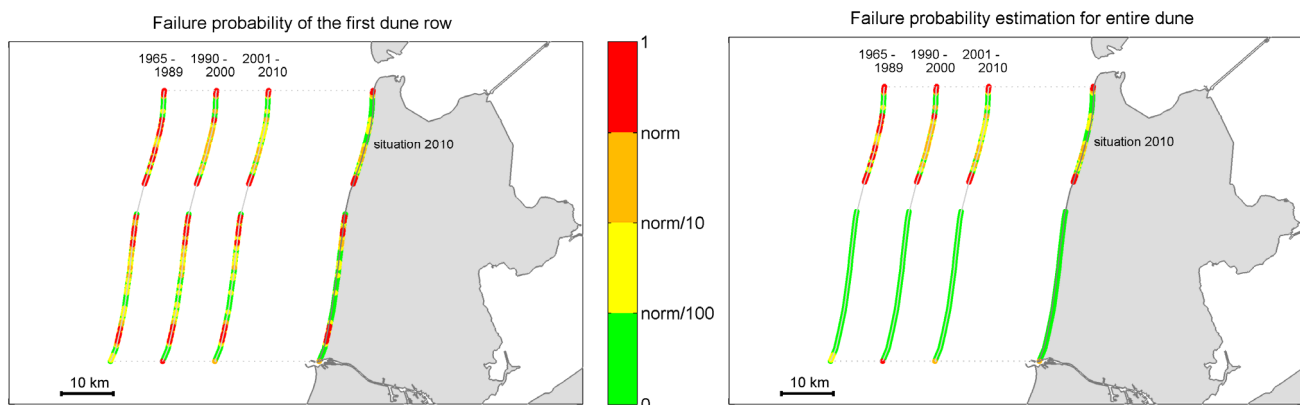 Failure probability of the first dune row
1965 -
1989
1990 -
2000
2001 -
2010
situation 2010
10 km
1
norm
norm/10
norm/100
0
Failure probability estimation for entire dune
1965 -
1989
1990 -
2000
2001 -
2010
situation 2010
10 km